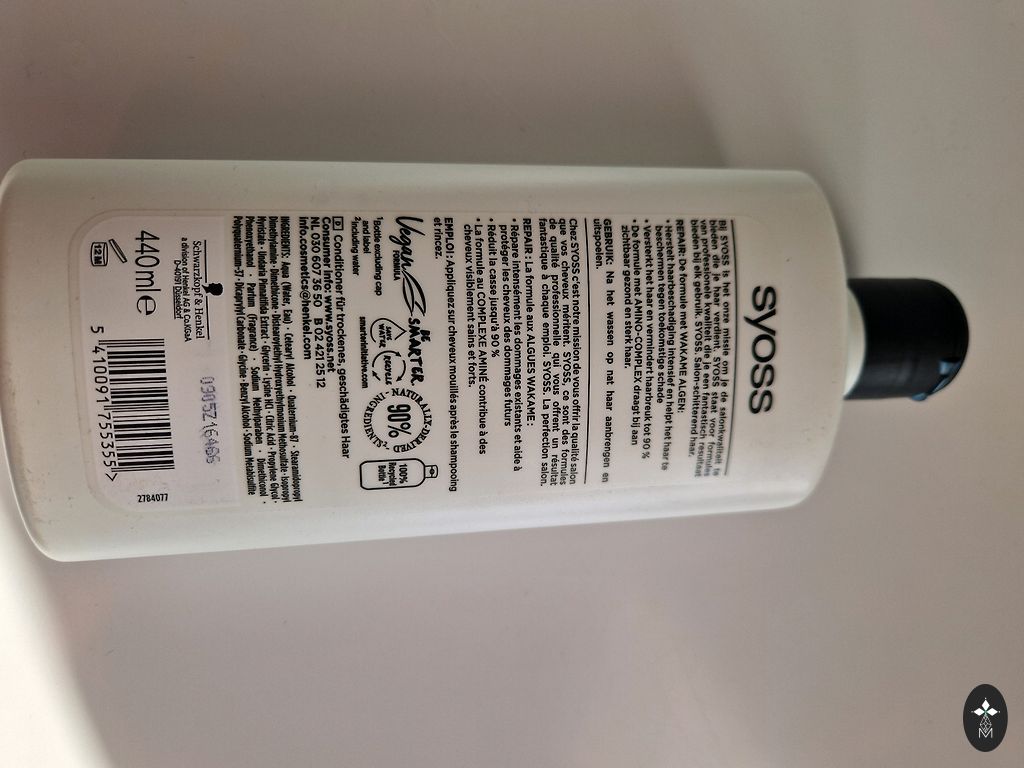 SYOSS
Bij SYOSS is het onze missie om je de salonkwaliteit te
bieden die je haar verdient. SYOSS staat voor formules
van professionele kwaliteit die je een fantastisch resultaat
bieden bij elk gebruik. SYOSS. Salon-schitterend haar.
REPAIR: De formule met WAKAME ALGEN:
• Herstelt haarbeschadiging intensief en helpt het haar te
beschermen tegen toekomstige schade
• Versterkt het haar en vermindert haarbreuk tot 90 %
• De formule met AMINO-COMPLEX draagt bij aan
zichtbaar gezond en sterk haar.
GEBRUIK: Na het wassen op nat haar aanbrengen en
uitspoelen.
Chez SYOSS c'est notre mission de vous offrir la qualité salon
que vos cheveux méritent. SYOSS, ce sont des formules
de qualité professionnelle qui vous offrent un résultat
fantastique à chaque emploi. SYOSS. La perfection salon.
REPAIR : La formule aux ALGUES WAKAME :
• Répare intensément les dommages existants et aide à
protéger les cheveux des dommages futurs
• Réduit la casse jusqu'à 90 %
• La formule au COMPLEXE AMINÉ contribue à des
cheveux visiblement sains et forts.
EMPLOI : Appliquez sur cheveux mouillés après le shampooing
et rincez.
Vegan
FORMULA
BE
SMARTER
SAVE
WATER
RECYCLE
smarterinitiative.com
NATURALLY-DERIVED
90%²
INGREDIENTS
100%
Recycled
bottle¹
¹bottle excluding cap
and label
²Including water
D Conditioner für trockenes, geschädigtes Haar
Consumer Info: www.syoss.net
NL 030 607 36 50 B 02 421 25 12
info.cosmetics@henkel.com
INGREDIENTS: Aqua (Water, Eau) · Cetearyl Alcohol · Quaternium-87 · Stearamidopropyl
Dimethylamine · Dimethicone · Distearoylethyl Hydroxyethylmonium Methosulfate · Isopropyl
Myristate · Undaria Pinnatifida Extract · Glycerin · Lysine HCl · Citric Acid · Propylene Glycol ·
Phenoxyethanol · Parfum (Fragrance) · Sodium Methylparaben · Dimethiconol ·
Polyquaternium-37 · Dicaprylyl Carbonate · Glycine · Benzyl Alcohol · Sodium Metabisulfite
Schwarzkopf & Henkel
a division of Henkel AG & Co.KGaA
D-40191 Düsseldorf
440ml℮
12 M
5 410091 755355 >
2784077
M